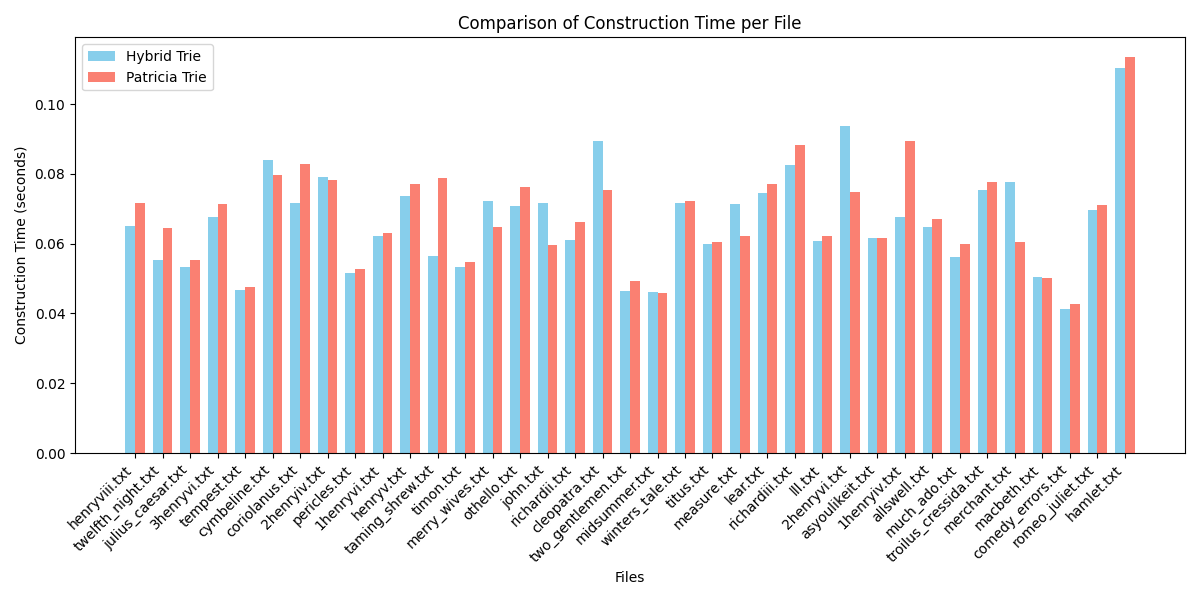 Comparison of Construction Time per File
Hybrid Trie
Patricia Trie
Construction Time (seconds)
0.10
0.08
0.06
0.04
0.02
0.00
henryviii.txt
twelfth_night.txt
julius_caesar.txt
3henryvi.txt
tempest.txt
cymbeline.txt
coriolanus.txt
2henryiv.txt
pericles.txt
1henryvi.txt
henryv.txt
taming_shrew.txt
timon.txt
merry_wives.txt
othello.txt
john.txt
richardii.txt
cleopatra.txt
two_gentlemen.txt
midsummer.txt
winters_tale.txt
titus.txt
measure.txt
lear.txt
richardiii.txt
lll.txt
2henryvi.txt
asyoulikeit.txt
1henryiv.txt
allswell.txt
much_ado.txt
troilus_cressida.txt
merchant.txt
macbeth.txt
comedy_errors.txt
romeo_juliet.txt
hamlet.txt
Files